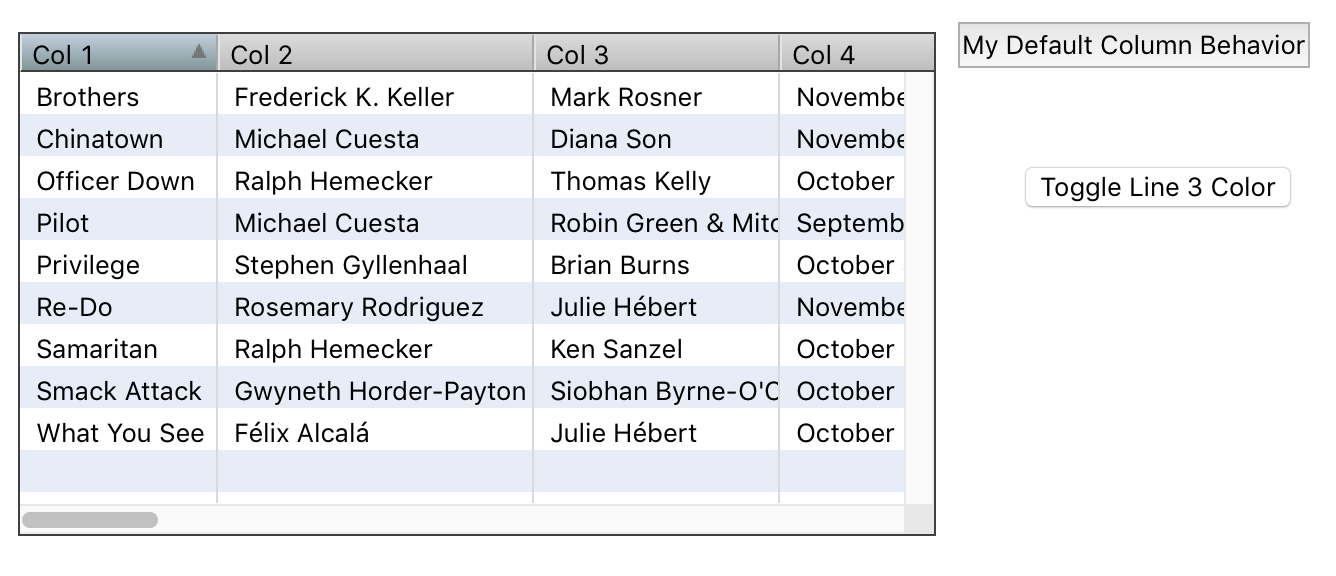 Col 1 Col 2 Col 3 Col 4
Brothers Frederick K. Keller Mark Rosner Novembe
Chinatown Michael Cuesta Diana Son Novembe
Officer Down Ralph Hemecker Thomas Kelly October
Pilot Michael Cuesta Robin Green & Mitc Septemb
Privilege Stephen Gyllenhaal Brian Burns October
Re-Do Rosemary Rodriguez Julie Hébert Novembe
Samaritan Ralph Hemecker Ken Sanzel October
Smack Attack Gwyneth Horder-Payton Siobhan Byrne-O'C October
What You See Félix Alcalá Julie Hébert October
My Default Column Behavior
Toggle Line 3 Color